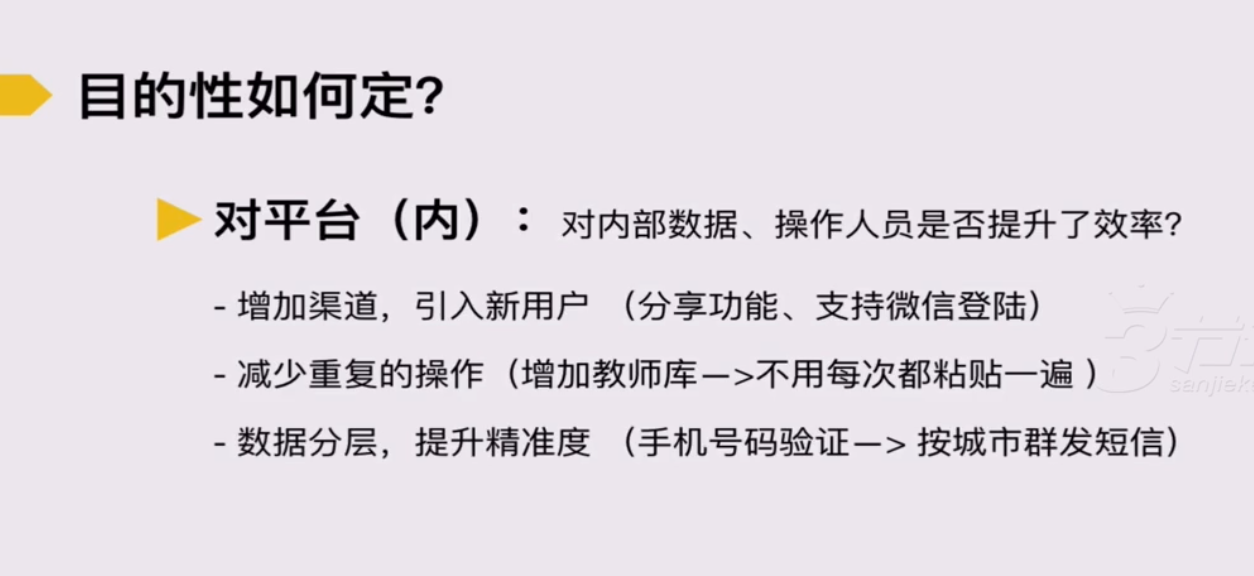 目的性如何定？
对平台（内）： 对内部数据、操作人员是否提升了效率？
- 增加渠道，引入新用户 （分享功能、支持微信登陆）
- 减少重复的操作（增加教师库—>不用每次都粘贴一遍 ）
- 数据分层，提升精准度 （手机号码验证—> 按城市群发短信）